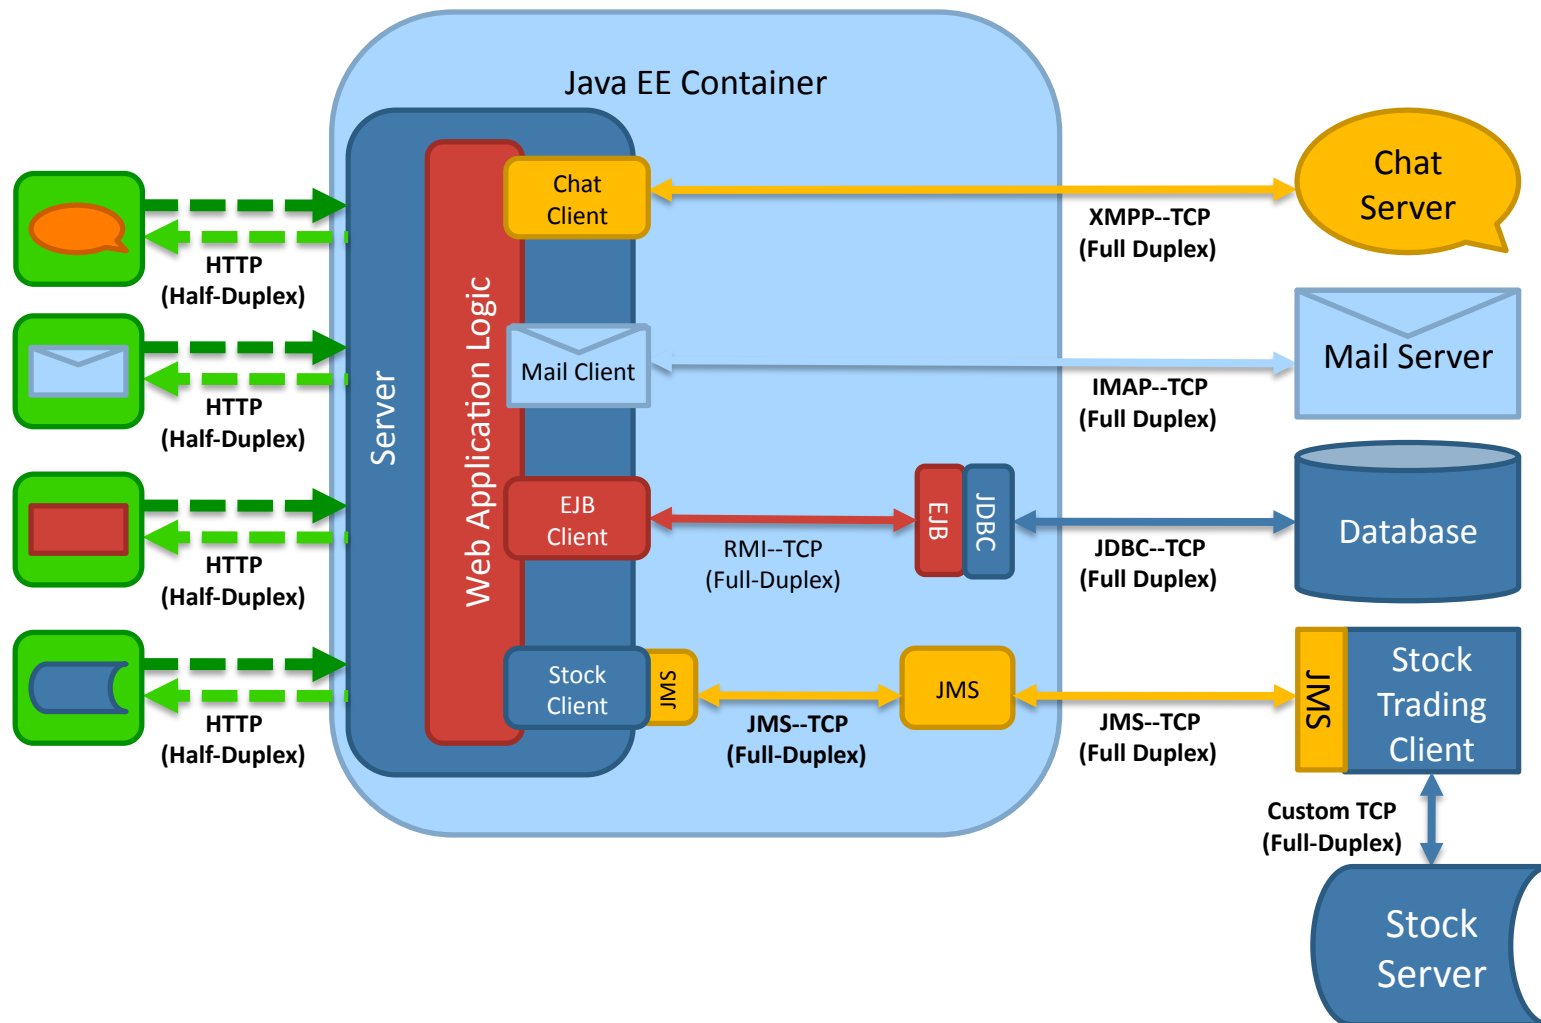 Java EE Container
Chat
Client
Chat
Server
XMPP--TCP
(Full Duplex)
HTTP
(Half-Duplex)
Server
Web Application Logic
Mail Client
Mail Server
IMAP--TCP
(Full Duplex)
HTTP
(Half-Duplex)
EJB
Client
RMI--TCP
(Full-Duplex)
EJB
JDBC
JDBC--TCP
(Full Duplex)
Database
HTTP
(Half-Duplex)
Stock
Client
JMS
JMS--TCP
(Full-Duplex)
JMS
JMS--TCP
(Full Duplex)
JMS
Stock
Trading
Client
HTTP
(Half-Duplex)
Custom TCP
(Full-Duplex)
Stock
Server